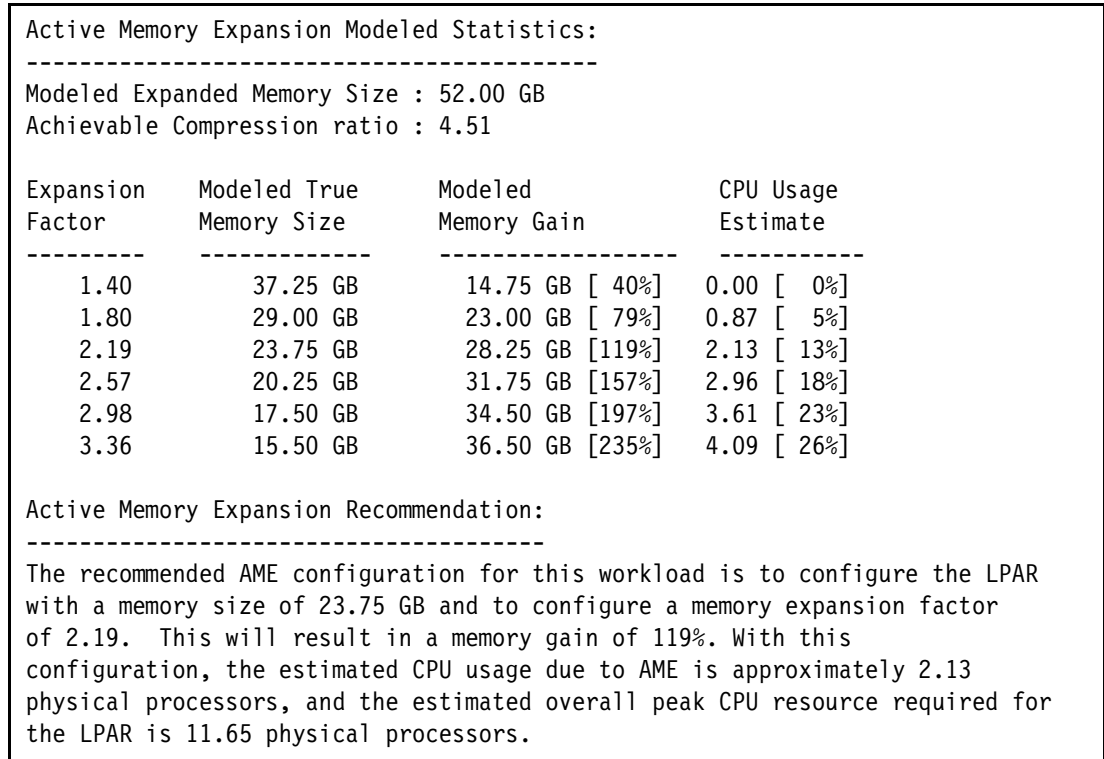 Active Memory Expansion Modeled Statistics:
-------------------------------------------
Modeled Expanded Memory Size : 52.00 GB
Achievable Compression ratio : 4.51
Expansion    Modeled True      Modeled              CPU Usage
Factor       Memory Size       Memory Gain          Estimate
---------    -------------     ------------------   -----------
    1.40         37.25 GB        14.75 GB [ 40%]   0.00 [  0%]
    1.80         29.00 GB        23.00 GB [ 79%]   0.87 [  5%]
    2.19         23.75 GB        28.25 GB [119%]   2.13 [ 13%]
    2.57         20.25 GB        31.75 GB [157%]   2.96 [ 18%]
    2.98         17.50 GB        34.50 GB [197%]   3.61 [ 23%]
    3.36         15.50 GB        36.50 GB [235%]   4.09 [ 26%]
Active Memory Expansion Recommendation:
---------------------------------------
The recommended AME configuration for this workload is to configure the LPAR
with a memory size of 23.75 GB and to configure a memory expansion factor
of 2.19.  This will result in a memory gain of 119%. With this
configuration, the estimated CPU usage due to AME is approximately 2.13
physical processors, and the estimated overall peak CPU resource required for
the LPAR is 11.65 physical processors.